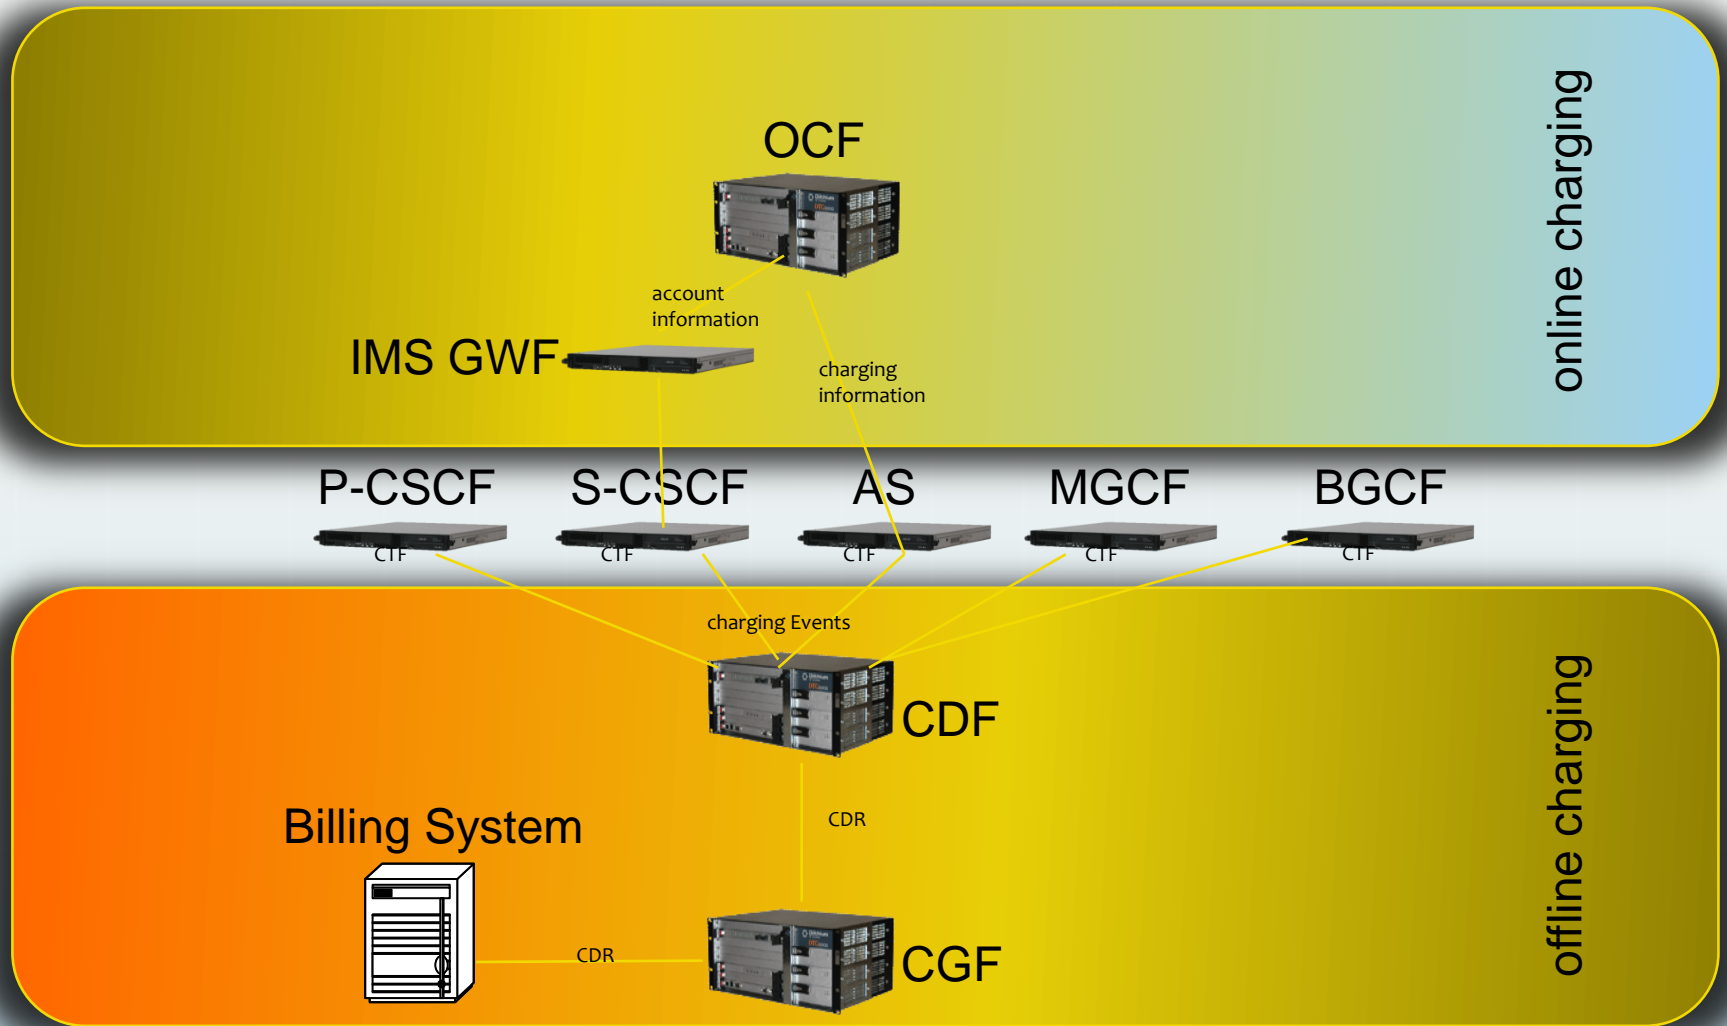 OCF
online charging
account
information
IMS GWF
charging
information
P-CSCF
S-CSCF
AS
MGCF
BGCF
CTF
CTF
CTF
CTF
CTF
charging Events
CDF
offline charging
Billing System
CDR
CDR
CGF